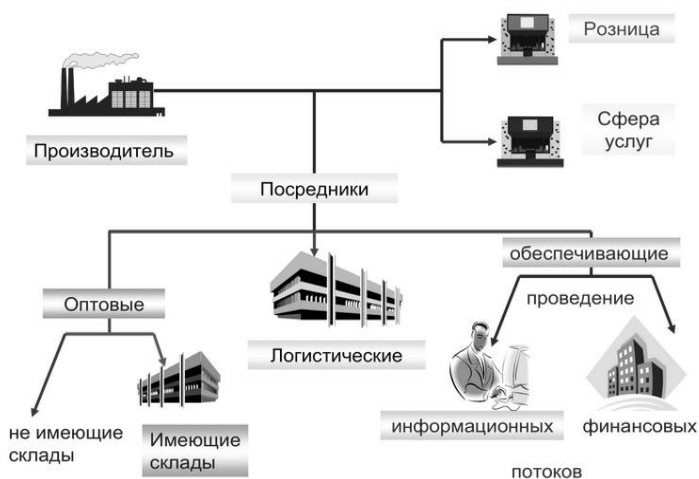 Розница
Сфера
услуг
Производитель
Посредники
обеспечивающие
Оптовые
проведение
Логистические
информационных
финансовых
не имеющие
склады
Имеющие
склады
потоков